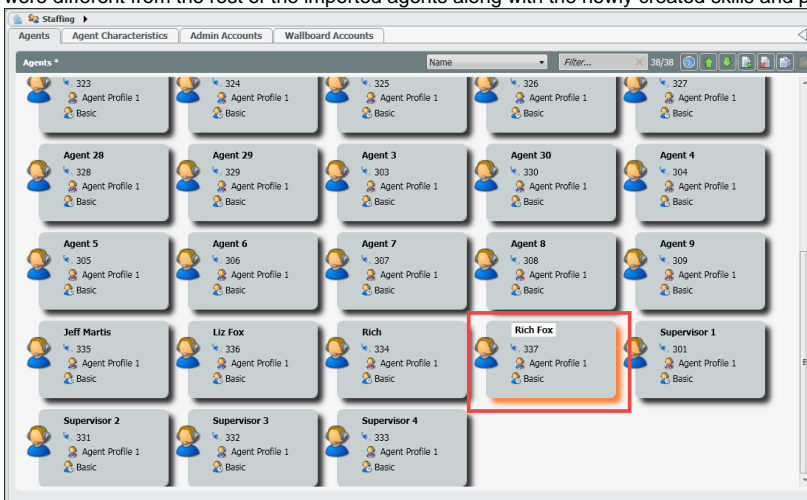 were different from the rest of the imported agents along with the newly created skills and p
Staffing
Agents Agent Characteristics Admin Accounts Wallboard Accounts
Agents * Name Filter... 38/38
323 324 325 326 327
Agent Profile 1 Agent Profile 1 Agent Profile 1 Agent Profile 1 Agent Profile 1
Basic Basic Basic Basic Basic
Agent 28 Agent 29 Agent 3 Agent 30 Agent 4
328 329 303 330 304
Agent Profile 1 Agent Profile 1 Agent Profile 1 Agent Profile 1 Agent Profile 1
Basic Basic Basic Basic Basic
Agent 5 Agent 6 Agent 7 Agent 8 Agent 9
305 306 307 308 309
Agent Profile 1 Agent Profile 1 Agent Profile 1 Agent Profile 1 Agent Profile 1
Basic Basic Basic Basic Basic
Jeff Martis Liz Fox Rich Rich Fox Supervisor 1
335 336 334 337 301
Agent Profile 1 Agent Profile 1 Agent Profile 1 Agent Profile 1 Agent Profile 1
Basic Basic Basic Basic Basic
Supervisor 2 Supervisor 3 Supervisor 4
331 332 333
Agent Profile 1 Agent Profile 1 Agent Profile 1
Basic Basic Basic